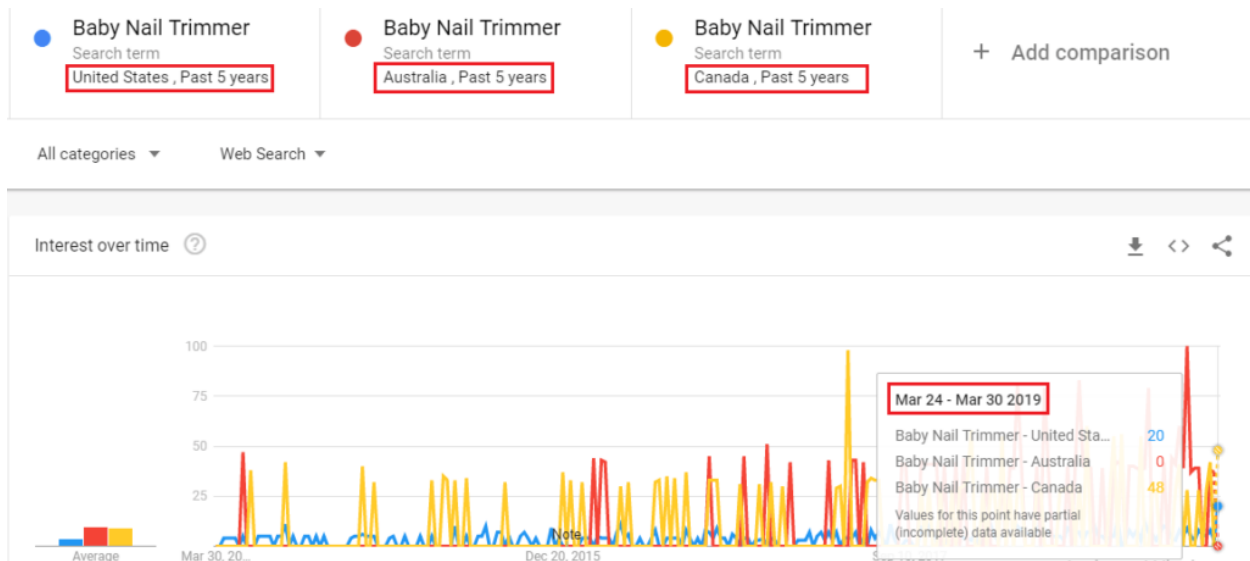 Baby Nail Trimmer
Search term
United States , Past 5 years
Baby Nail Trimmer
Search term
Australia , Past 5 years
Baby Nail Trimmer
Search term
Canada , Past 5 years
+ Add comparison
All categories
Web Search
Interest over time
100
75
50
25
Average
Mar 30, 20...
Note
Dec 20, 2015
Mar 24 - Mar 30 2019
Baby Nail Trimmer - United Sta... 20
Baby Nail Trimmer - Australia 0
Baby Nail Trimmer - Canada 48
Values for this point have partial
(incomplete) data available